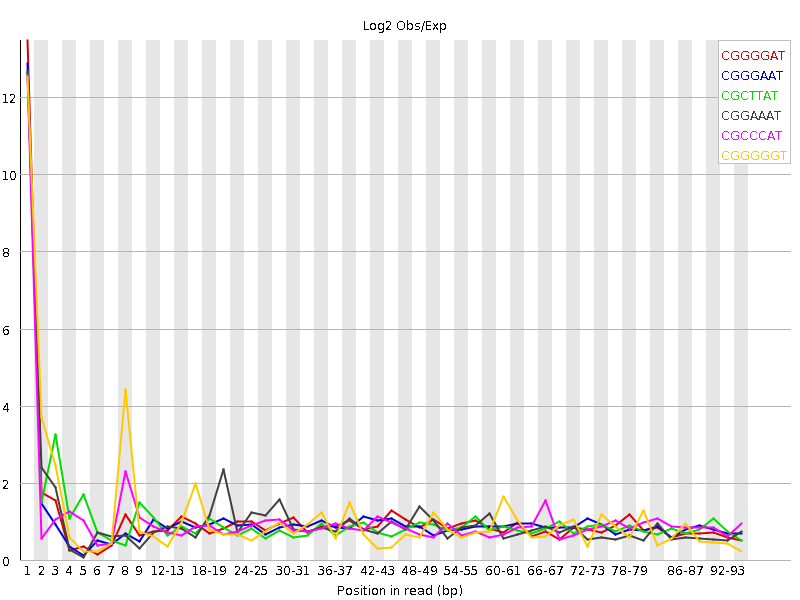 Log2 Obs/Exp
CGGGGAT
CGGGAAT
CGCTTAT
CGGAAAT
CGCCCAT
CGGGGGT
12
10
8
6
4
2
0
1 2 3 4 5 6 7 8 9 12-13 18-19 24-25 30-31 36-37 42-43 48-49 54-55 60-61 66-67 72-73 78-79 86-87 92-93
Position in read (bp)